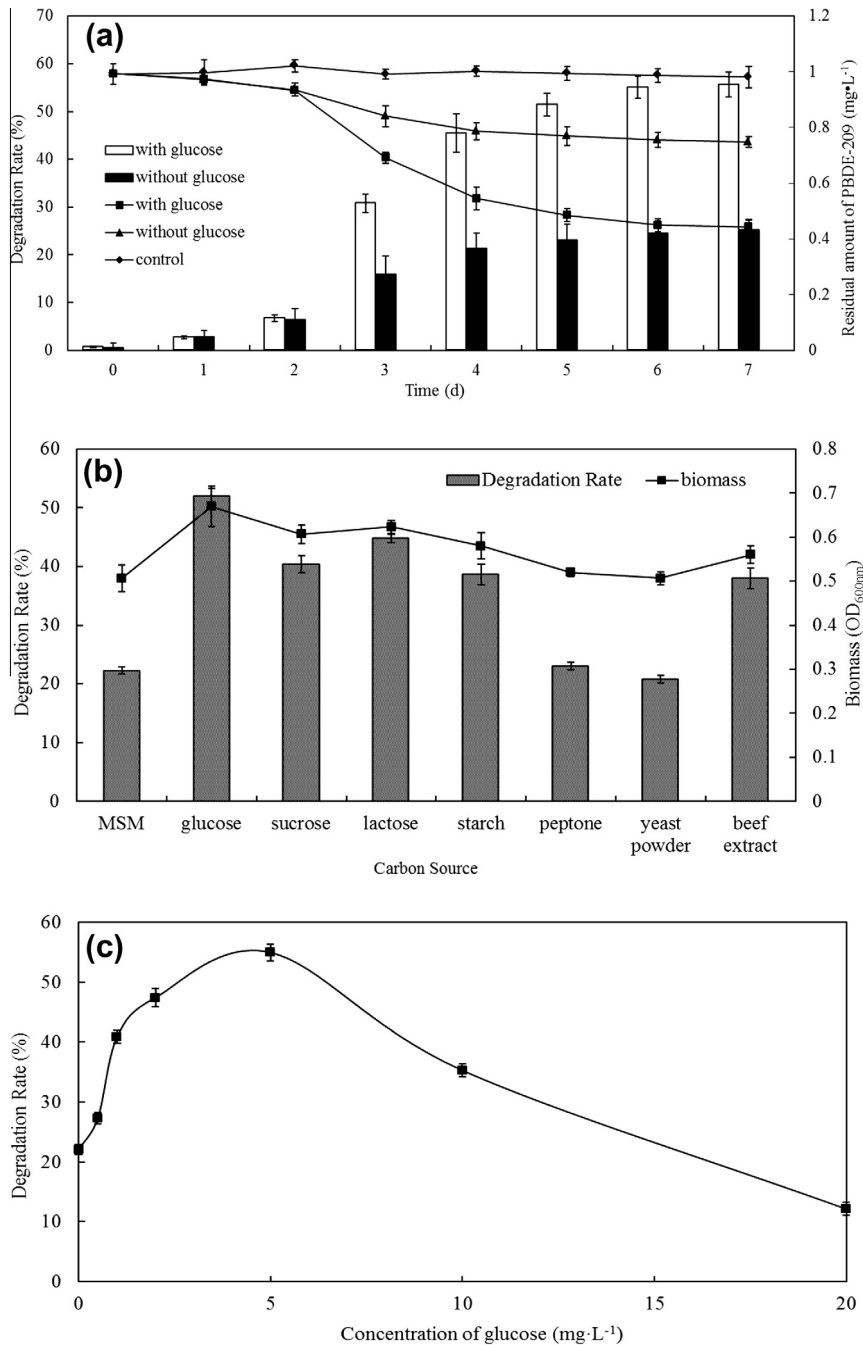 (a)
70
60
50
40
30
20
10
0
Degradation Rate (%)
with glucose
without glucose
with glucose
without glucose
control
1.2
1
0.8
0.6
0.4
0.2
0
Residual amount of PBDE-209 (mg•L-1)
0 1 2 3 4 5 6 7
Time (d)
(b)
60
50
40
30
20
10
0
Degradation Rate (%)
Degradation Rate biomass
0.8
0.7
0.6
0.5
0.4
0.3
0.2
0.1
0
Biomass (OD600nm)
MSM glucose sucrose lactose starch peptone yeast beef
powder extract
Carbon Source
(c)
60
50
40
30
20
10
0
Degradation Rate (%)
0 5 10 15 20
Concentration of glucose (mg·L-1)